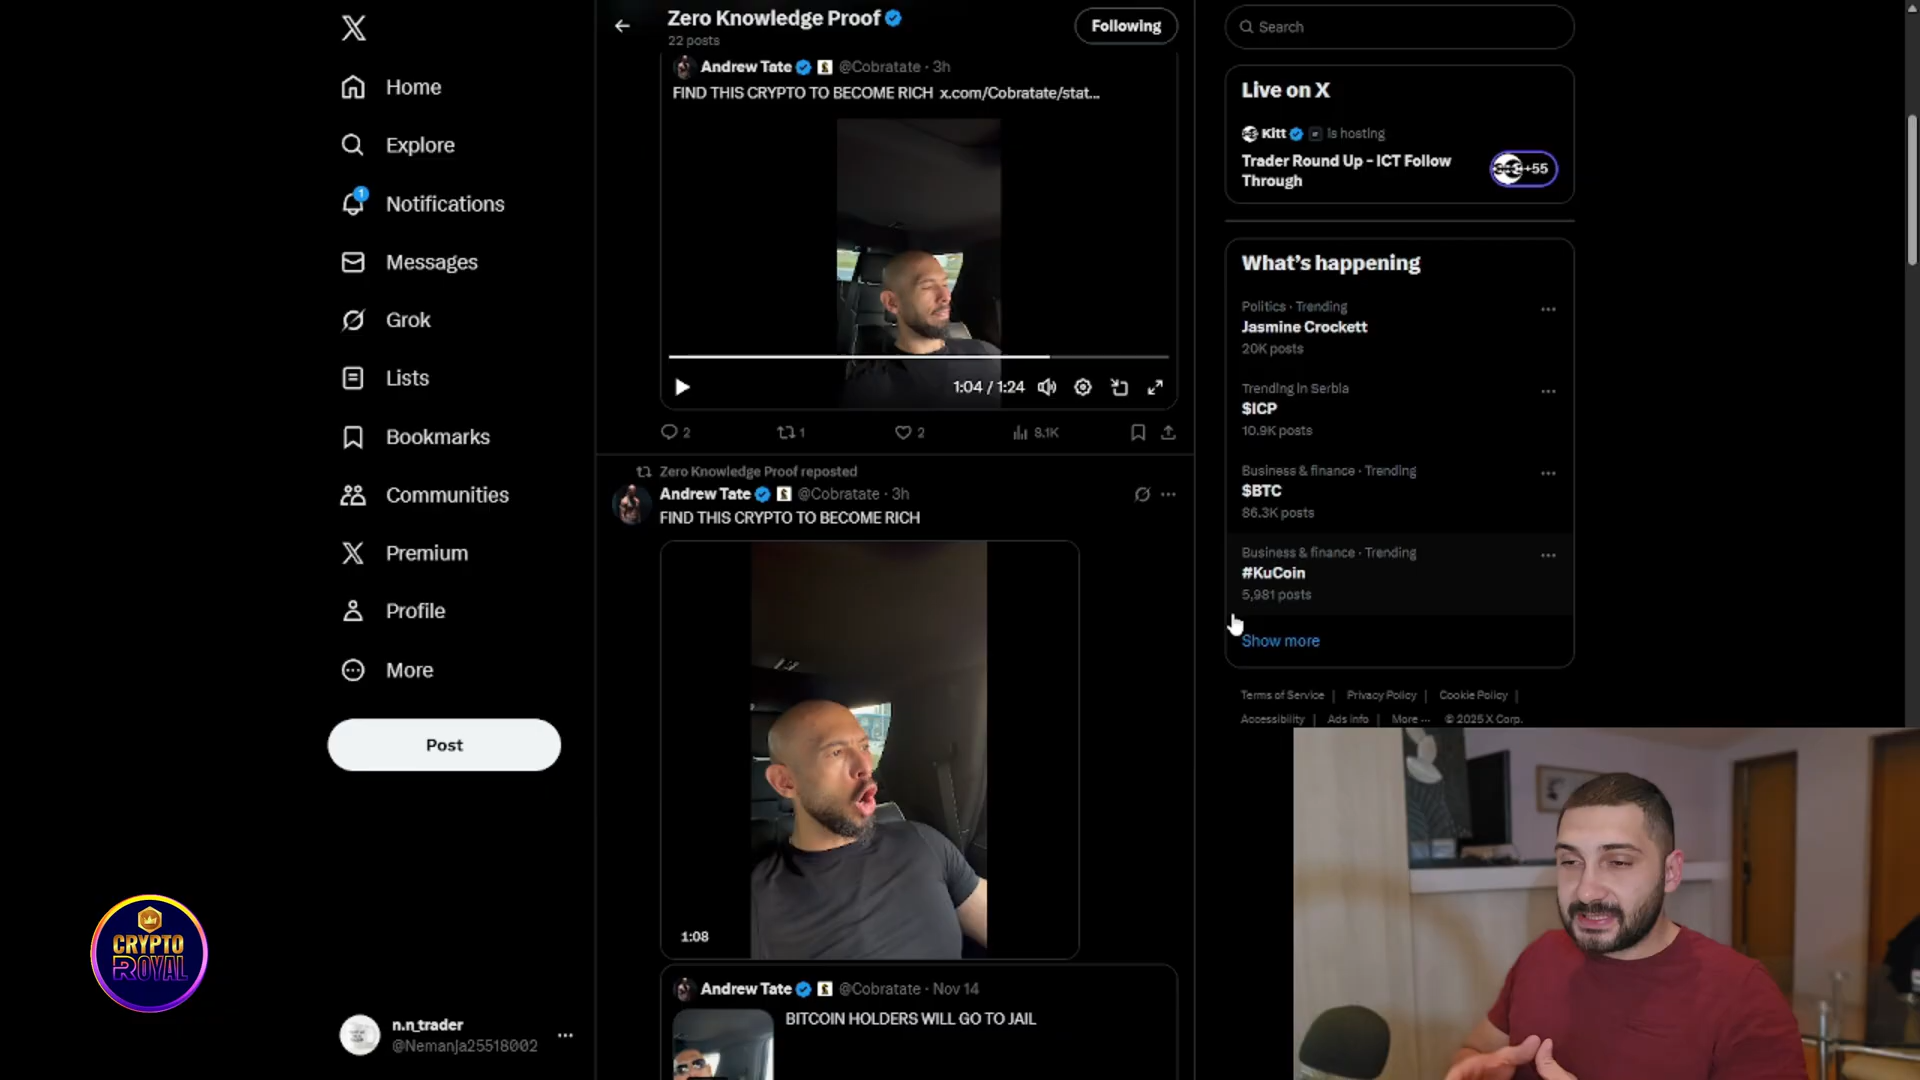 Home
Explore
1
Notifications
Messages
Grok
Lists
Bookmarks
Communities
Premium
Profile
More
Post
CRYPTO
ROYAL
n.n_trader
@Nemanja25518002
Zero Knowledge Proof
22 posts
Following
Andrew Tate @Cobratate · 3h
FIND THIS CRYPTO TO BECOME RICH x.com/Cobratate/stat...
1:04 / 1:24
2 1 2 8.1K
Zero Knowledge Proof reposted
Andrew Tate @Cobratate · 3h
FIND THIS CRYPTO TO BECOME RICH
1:08
Andrew Tate @Cobratate · Nov 14
BITCOIN HOLDERS WILL GO TO JAIL
Search
Live on X
Kitt is hosting
Trader Round Up - ICT Follow
Through
+55
What's happening
Politics · Trending
Jasmine Crockett
20K posts
Trending in Serbia
$ICP
10.9K posts
Business & finance · Trending
$BTC
86.3K posts
Business & finance · Trending
#KuCoin
5,981 posts
Show more
Terms of Service | Privacy Policy | Cookie Policy |
Accessibility | Ads info | More ··· © 2025 X Corp.